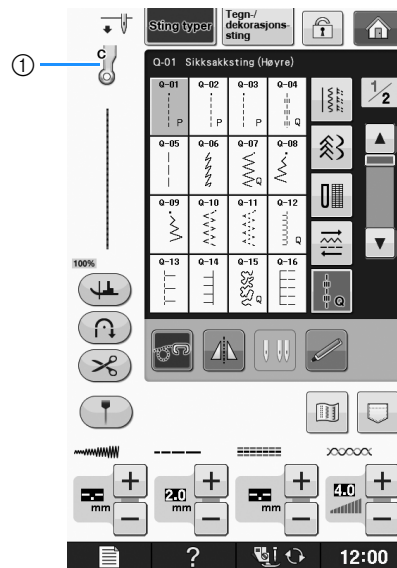 Sting typer
Tegn-/
dekorasjons-
sting
1
C
Q-01 Sikksakksting (Høyre)
1/2
Q-01 Q-02 Q-03 Q-04
P P P Q
Q-05 Q-06 Q-07 Q-08
Q
Q-09 Q-10 Q-11 Q-12
Q
100%
Q-13 Q-14 Q-15 Q-16
Q
Q
mm 2.0 mm mm 4.0
? 12:00